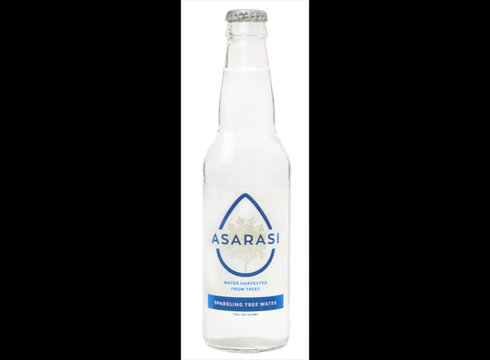 ASARASI
WATER HARVESTED
FROM TREES
SPARKLING TREE WATER